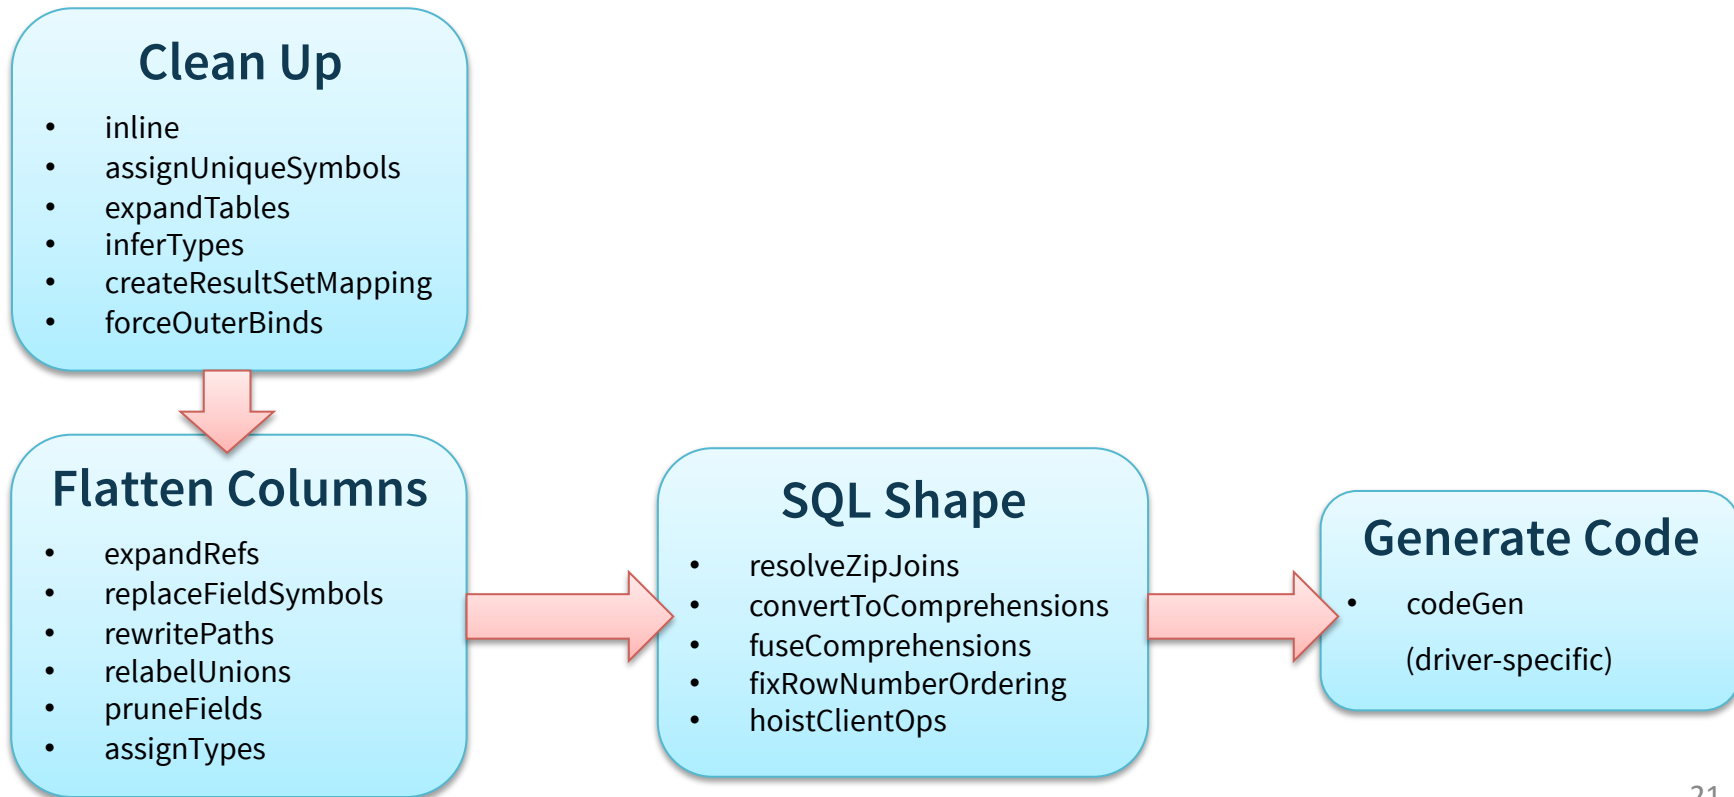 Clean Up
• inline
• assignUniqueSymbols
• expandTables
• inferTypes
• createResultSetMapping
• forceOuterBinds
Flatten Columns
• expandRefs
• replaceFieldSymbols
• rewritePaths
• relabelUnions
• pruneFields
• assignTypes
SQL Shape
• resolveZipJoins
• convertToComprehensions
• fuseComprehensions
• fixRowNumberOrdering
• hoistClientOps
Generate Code
• codeGen
(driver-specific)
21